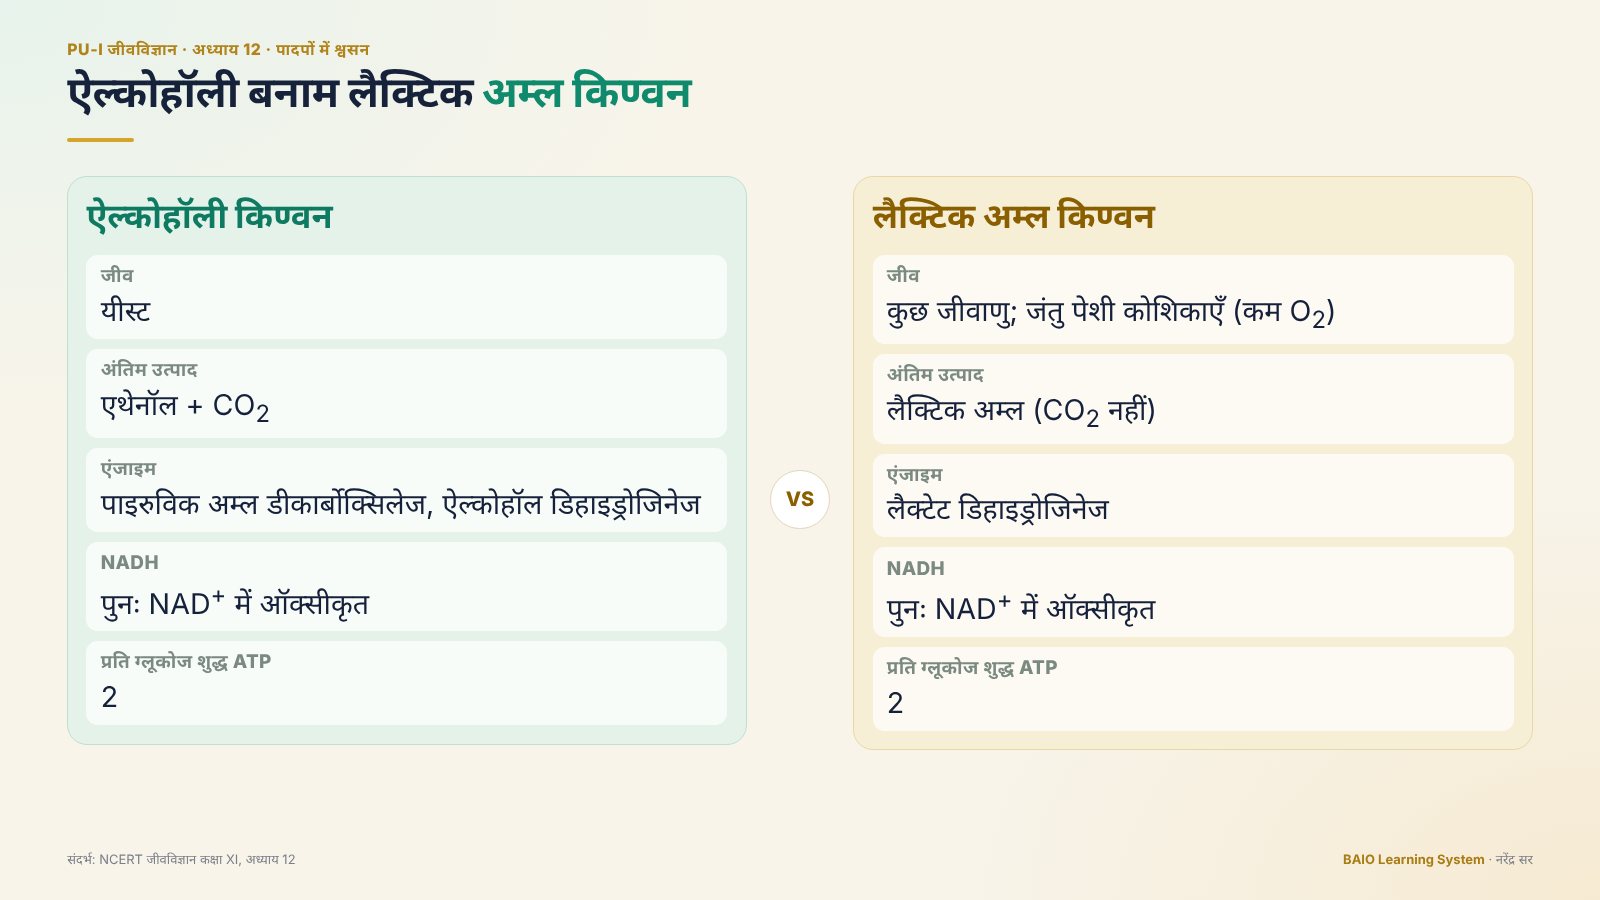 PU-I जीवविज्ञान · अध्याय 12 · पादपों में श्वसन
ऐल्कोहॉली बनाम लैक्टिक अम्ल किण्वन
ऐल्कोहॉली किण्वन
जीव
यीस्ट
अंतिम उत्पाद
एथेनॉल + CO₂
एंजाइम
पाइरुविक अम्ल डीकार्बोक्सिलेज, ऐल्कोहॉल डिहाइड्रोजिनेज
NADH
पुनः NAD⁺ में ऑक्सीकृत
प्रति ग्लूकोज शुद्ध ATP
2
VS
लैक्टिक अम्ल किण्वन
जीव
कुछ जीवाणु; जंतु पेशी कोशिकाएँ (कम O₂)
अंतिम उत्पाद
लैक्टिक अम्ल (CO₂ नहीं)
एंजाइम
लैक्टेट डिहाइड्रोजिनेज
NADH
पुनः NAD⁺ में ऑक्सीकृत
प्रति ग्लूकोज शुद्ध ATP
2
संदर्भ: NCERT जीवविज्ञान कक्षा XI, अध्याय 12
BAIO Learning System · नरेंद्र सर